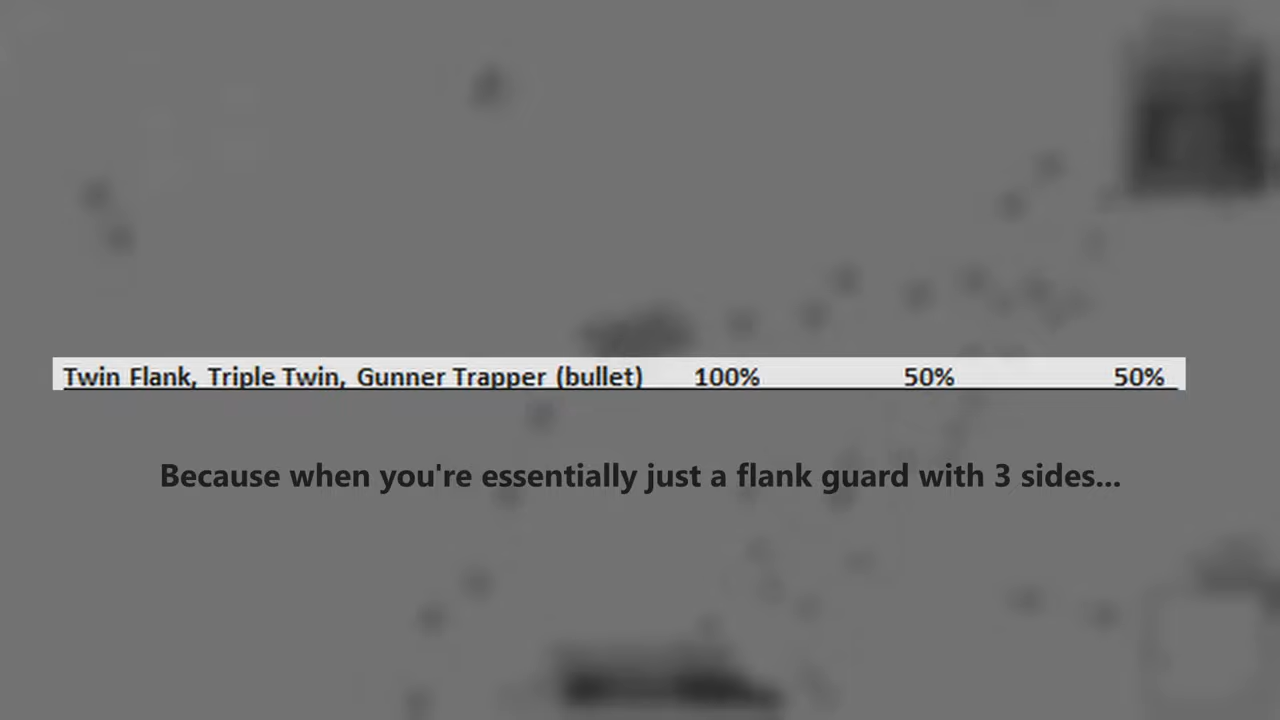 Twin Flank, Triple Twin, Gunner Trapper (bullet) 100% 50% 50%
Because when you're essentially just a flank guard with 3 sides...